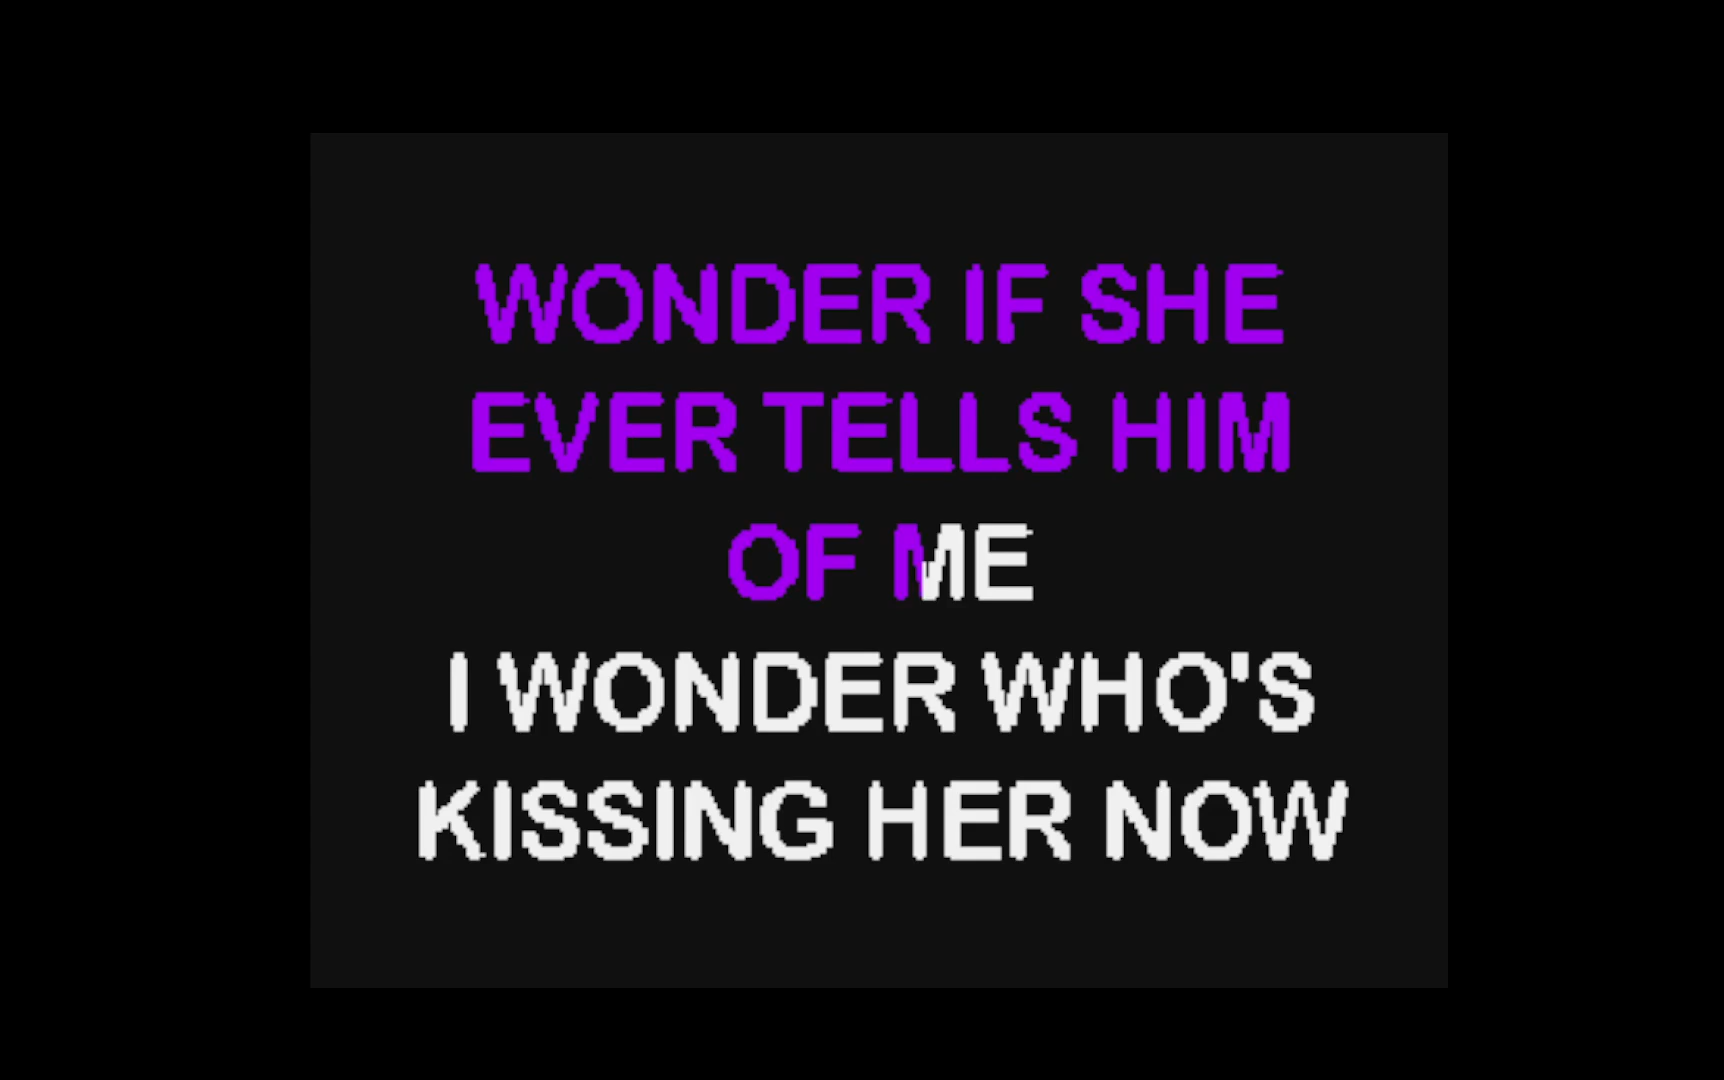 WONDER IF SHE
EVER TELLS HIM
OF ME
I WONDER WHO'S
KISSING HER NOW